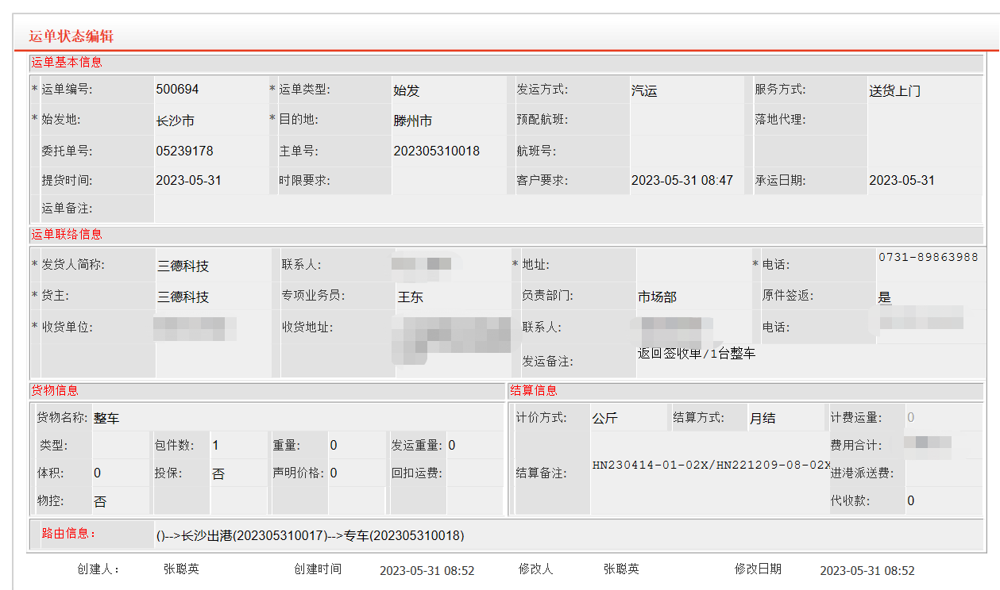 运单状态编辑
运单基本信息
* 运单编号: 500694 * 运单类型: 始发 发运方式: 汽运 服务方式: 送货上门
* 始发地: 长沙市 * 目的地: 滕州市 预配航班: 落地代理:
委托单号: 05239178 主单号: 202305310018 航班号:
提货时间: 2023-05-31 时限要求: 客户要求: 2023-05-31 08:47 承运日期: 2023-05-31
运单备注:
运单联络信息
* 发货人简称: 三德科技 联系人: * 地址: * 电话: 0731-89863988
* 货主: 三德科技 专项业务员: 王东 负责部门: 市场部 原件签返: 是
* 收货单位: 收货地址: 联系人: 电话:
发运备注: 返回签收单/1台整车
货物信息 结算信息
货物名称: 整车 计价方式: 公斤 结算方式: 月结 计费运量: 0
类型: 包件数: 1 重量: 0 发运重量: 0 费用合计:
体积: 0 投保: 否 声明价格: 0 回扣运费: 结算备注: HN230414-01-02X/HN221209-08-02X 进港派送费:
物控: 否 代收款: 0
路由信息: ()-->长沙出港(202305310017)-->专车(202305310018)
创建人: 张聪英 创建时间 2023-05-31 08:52 修改人 张聪英 修改日期 2023-05-31 08:52